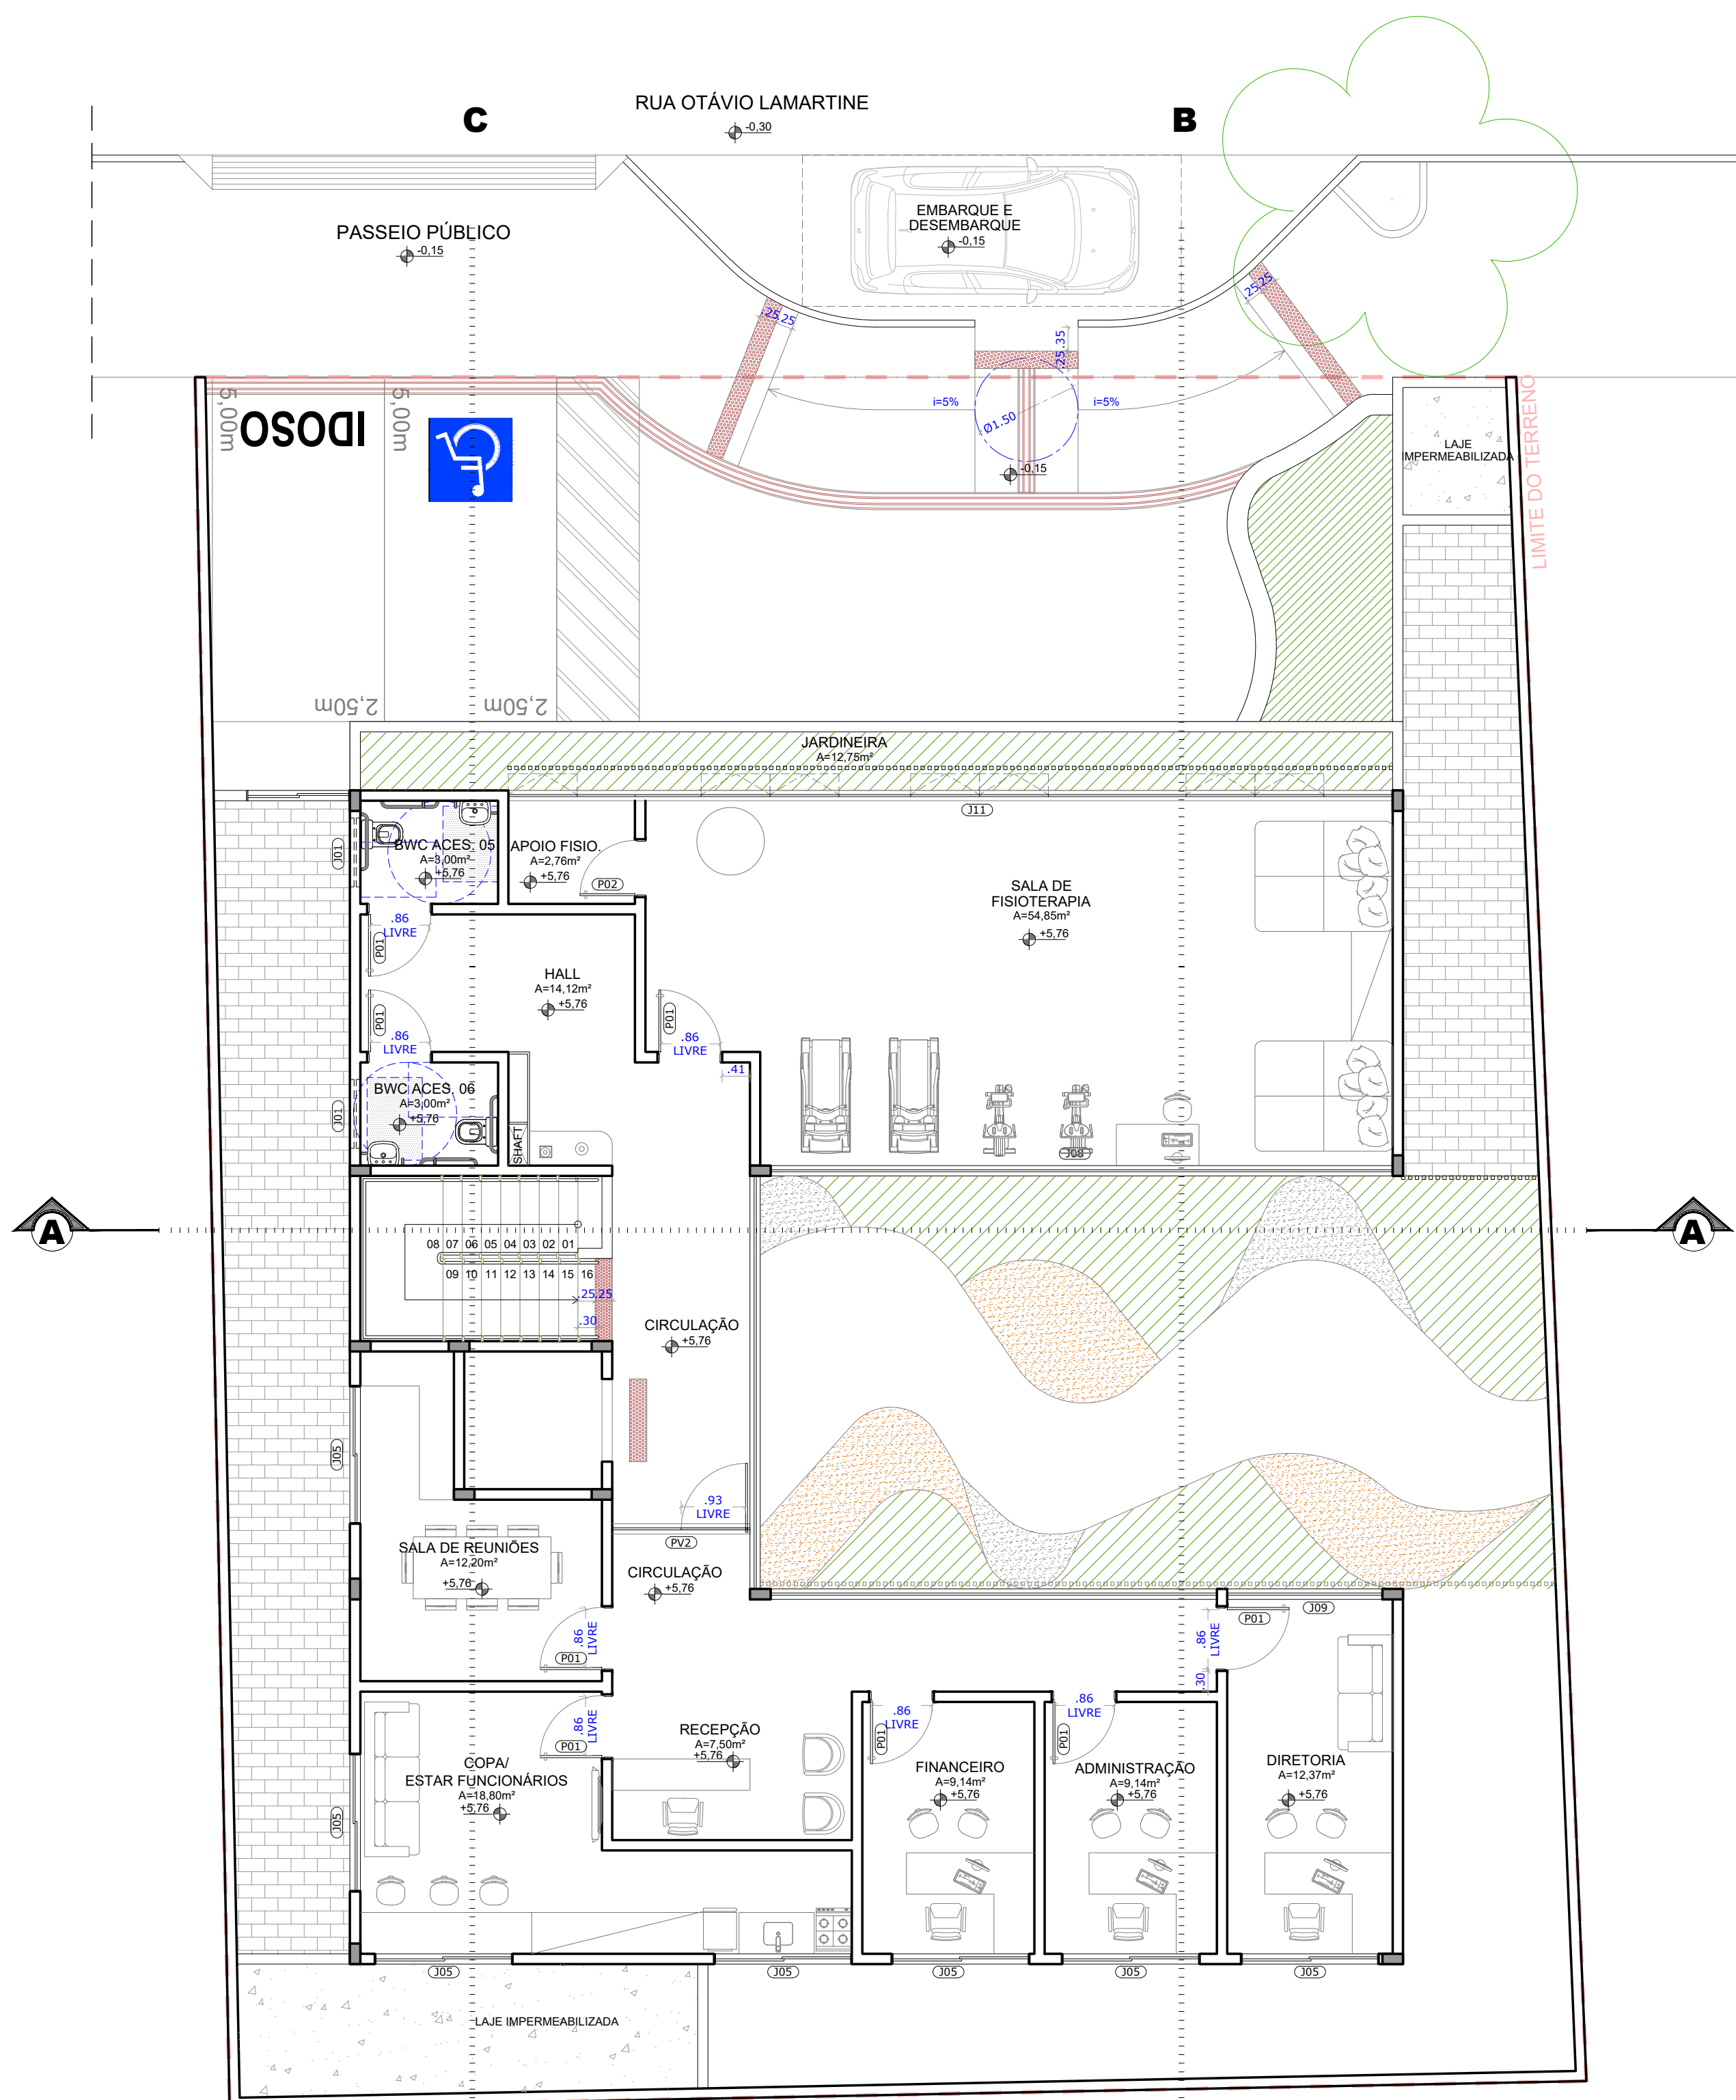 C
RUA OTÁVIO LAMARTINE
B
-0,30
PASSEIO PÚBLICO
-0,15
EMBARQUE E
DESEMBARQUE
-0,15
.25
.25
.25
.25
.35
.25
i=5%
i=5%
Ø1.50
-0,15
5,00m
IDOSO
5,00m
LAJE
IMPERMEABILIZADA
LIMITE DO TERRENO
2,50m
2,50m
JARDINEIRA
A=12,75m²
J11
J01
BWC ACES. 05
A=3,00m²
+5,76
APOIO FISIO.
A=2,76m²
+5,76
P02
SALA DE
FISIOTERAPIA
A=54,85m²
+5,76
.86
LIVRE
P01
HALL
A=14,12m²
+5,76
P01
.86
LIVRE
P01
.86
LIVRE
.41
J01
BWC ACES. 06
A=3,00m²
+5,76
SHAFT
J08
A
A
08 07 06 05 04 03 02 01
09 10 11 12 13 14 15 16
.25
.25
.30
CIRCULAÇÃO
+5,76
J05
.93
LIVRE
PV2
SALA DE REUNIÕES
A=12,20m²
+5,76
CIRCULAÇÃO
+5,76
.86
LIVRE
P01
P01
J09
.86
LIVRE
.30
.86
LIVRE
P01
RECEPÇÃO
A=7,50m²
+5,76
.86
LIVRE
P01
.86
LIVRE
P01
COPA/
ESTAR FUNCIONÁRIOS
A=18,80m²
+5,76
FINANCEIRO
A=9,14m²
+5,76
ADMINISTRAÇÃO
A=9,14m²
+5,76
DIRETORIA
A=12,37m²
+5,76
J05
J05
J05
J05
J05
J05
LAJE IMPERMEABILIZADA